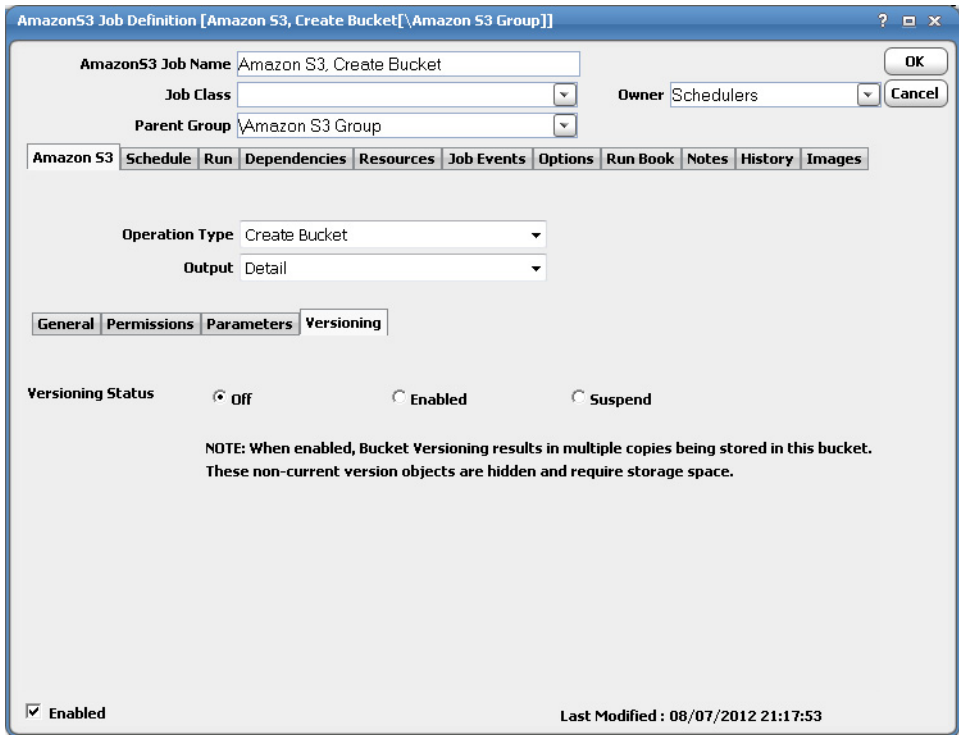 AmazonS3 Job Definition [Amazon S3, Create Bucket[\Amazon S3 Group]] ?
AmazonS3 Job Name Amazon S3, Create Bucket OK
Job Class Owner Schedulers Cancel
Parent Group \Amazon S3 Group
Amazon S3 Schedule Run Dependencies Resources Job Events Options Run Book Notes History Images
Operation Type Create Bucket
Output Detail
General Permissions Parameters Versioning
Versioning Status Off Enabled Suspend
NOTE: When enabled, Bucket Versioning results in multiple copies being stored in this bucket.
These non-current version objects are hidden and require storage space.
Enabled Last Modified : 08/07/2012 21:17:53